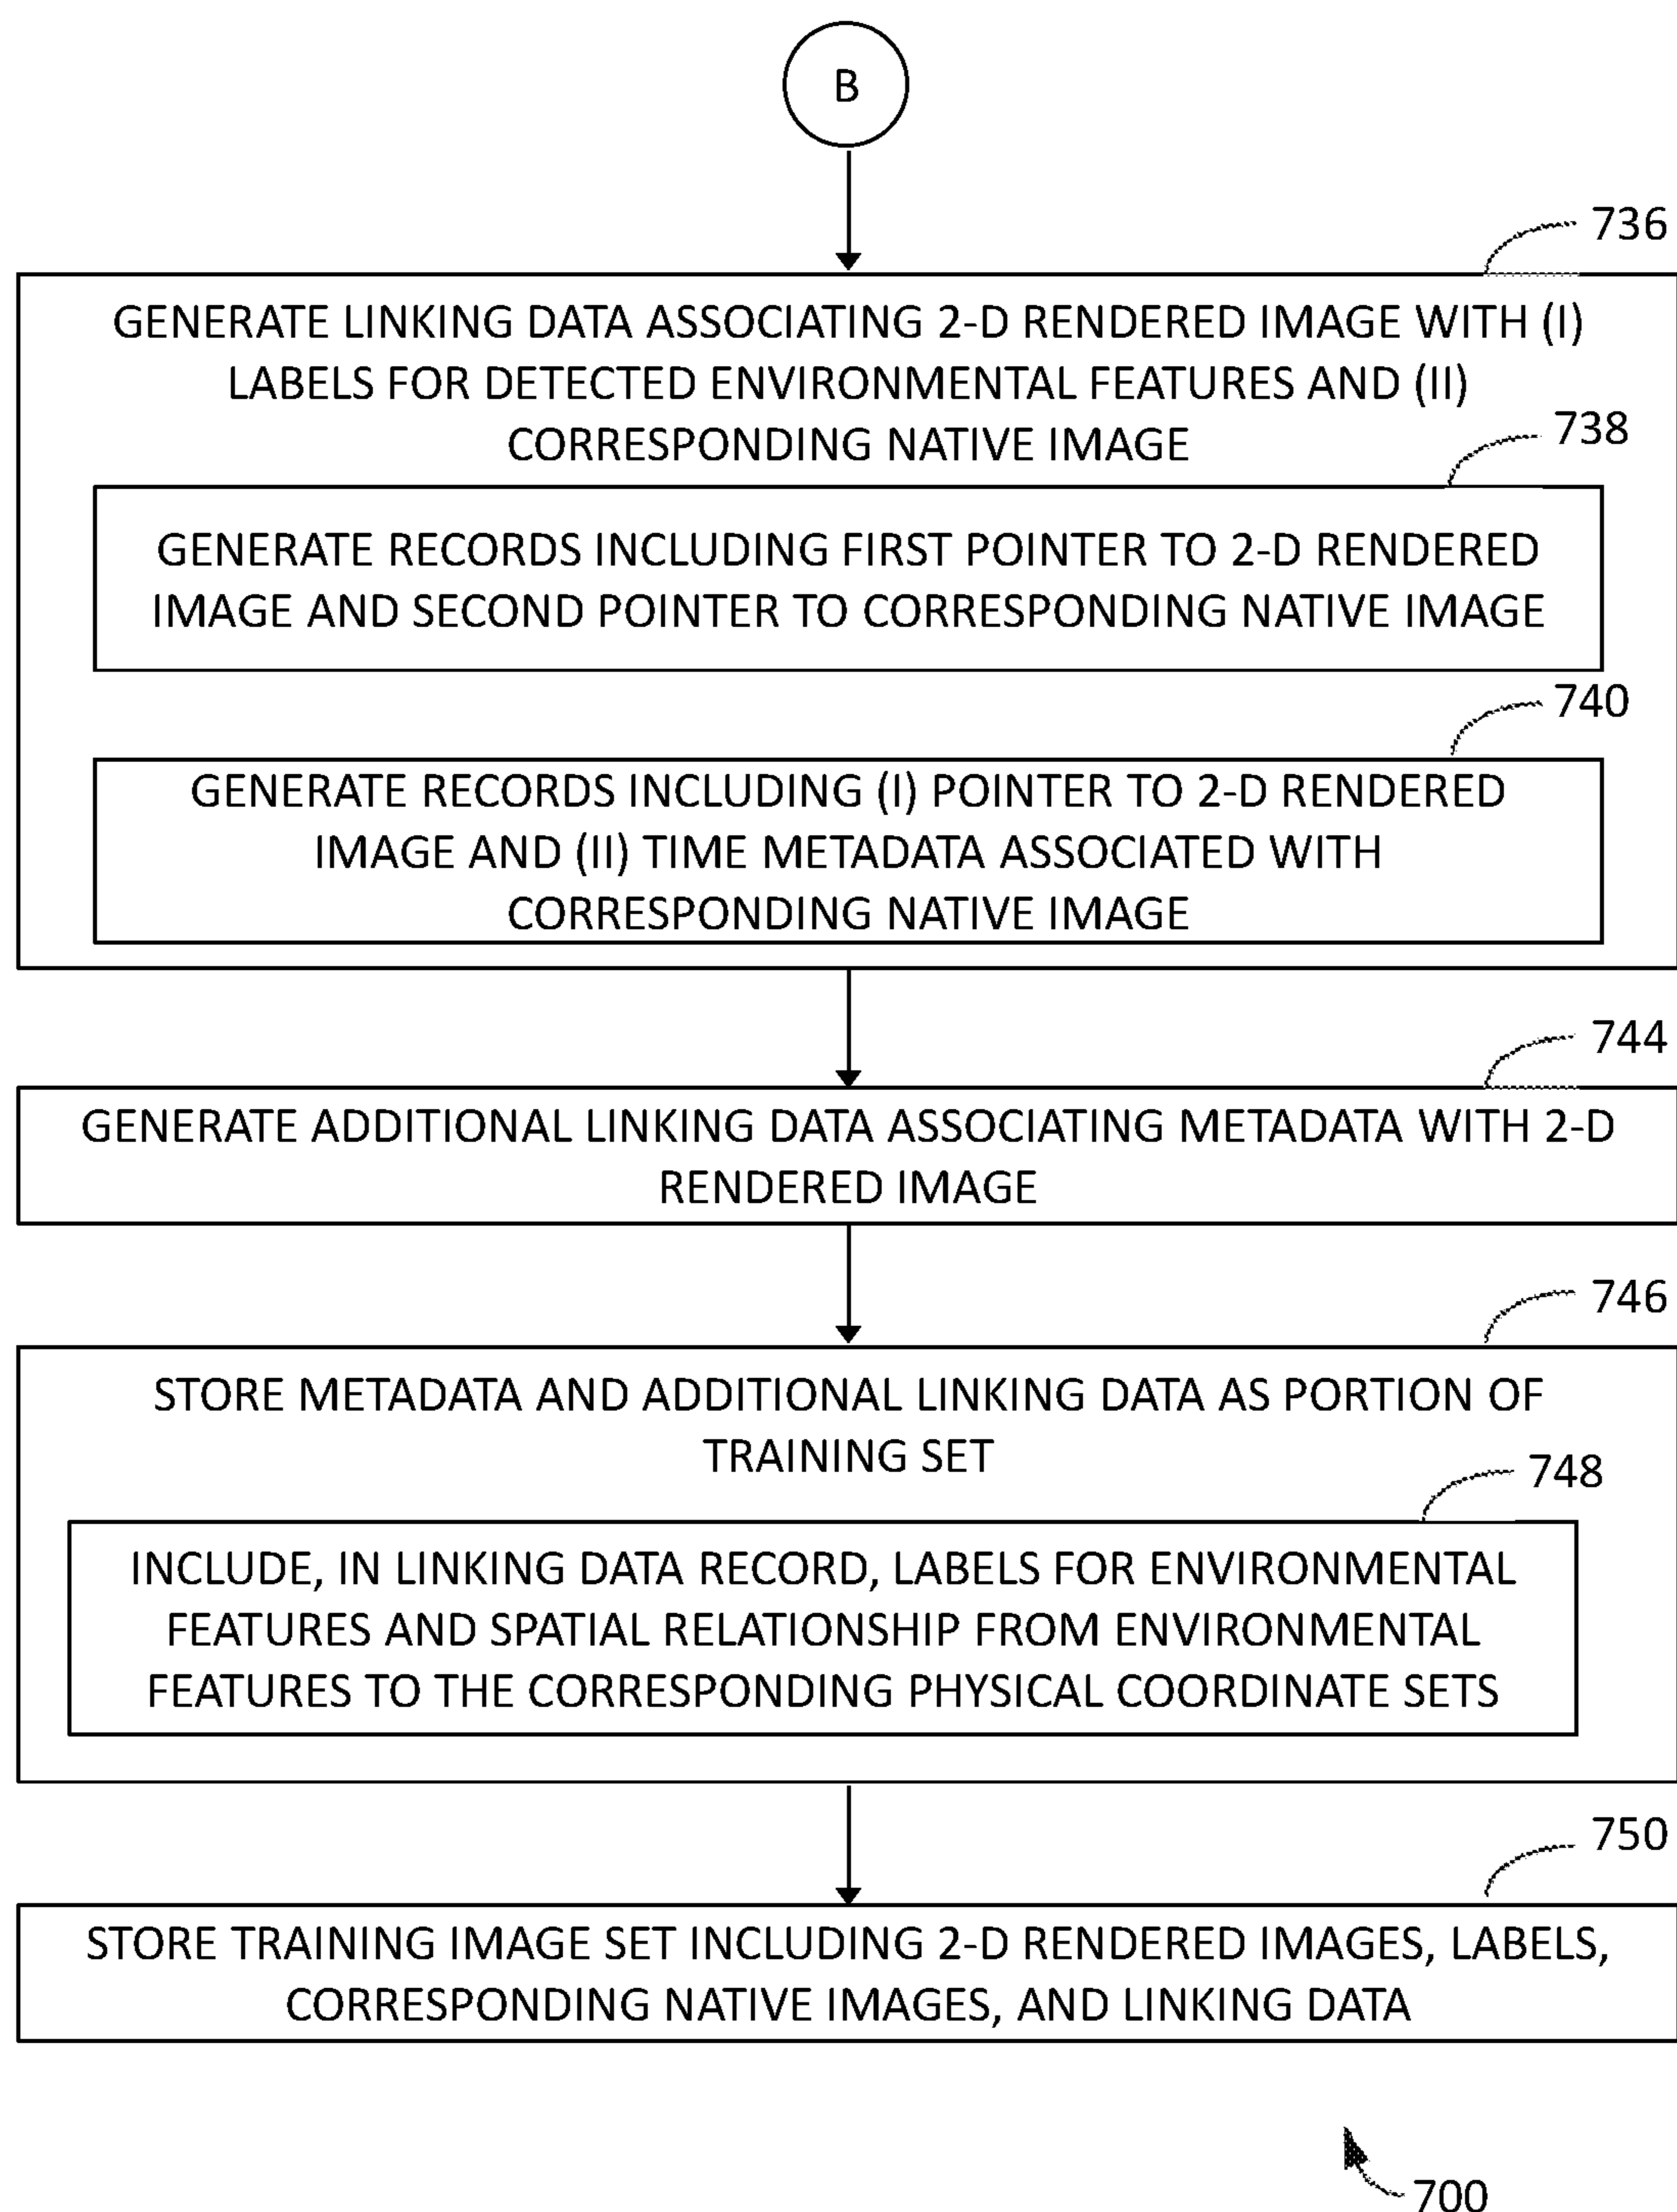 B
736
GENERATE LINKING DATA ASSOCIATING 2-D RENDERED IMAGE WITH (I)
LABELS FOR DETECTED ENVIRONMENTAL FEATURES AND (II)
CORRESPONDING NATIVE IMAGE
738
GENERATE RECORDS INCLUDING FIRST POINTER TO 2-D RENDERED
IMAGE AND SECOND POINTER TO CORRESPONDING NATIVE IMAGE
740
GENERATE RECORDS INCLUDING (I) POINTER TO 2-D RENDERED
IMAGE AND (II) TIME METADATA ASSOCIATED WITH
CORRESPONDING NATIVE IMAGE
744
GENERATE ADDITIONAL LINKING DATA ASSOCIATING METADATA WITH 2-D
RENDERED IMAGE
746
STORE METADATA AND ADDITIONAL LINKING DATA AS PORTION OF
TRAINING SET
748
INCLUDE, IN LINKING DATA RECORD, LABELS FOR ENVIRONMENTAL
FEATURES AND SPATIAL RELATIONSHIP FROM ENVIRONMENTAL
FEATURES TO THE CORRESPONDING PHYSICAL COORDINATE SETS
750
STORE TRAINING IMAGE SET INCLUDING 2-D RENDERED IMAGES, LABELS,
CORRESPONDING NATIVE IMAGES, AND LINKING DATA
700